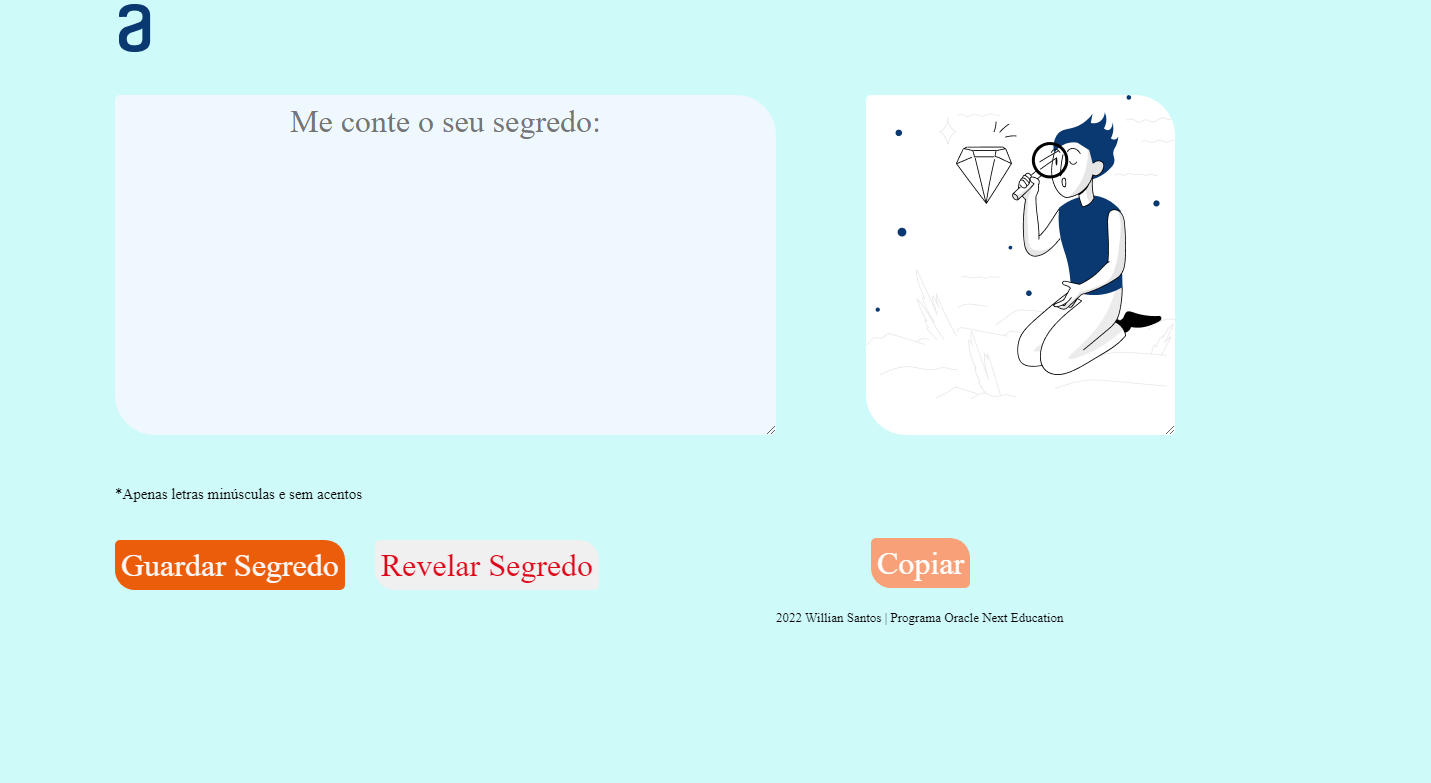 a
Me conte o seu segredo:
*Apenas letras minúsculas e sem acentos
Guardar Segredo
Revelar Segredo
Copiar
2022 Willian Santos | Programa Oracle Next Education